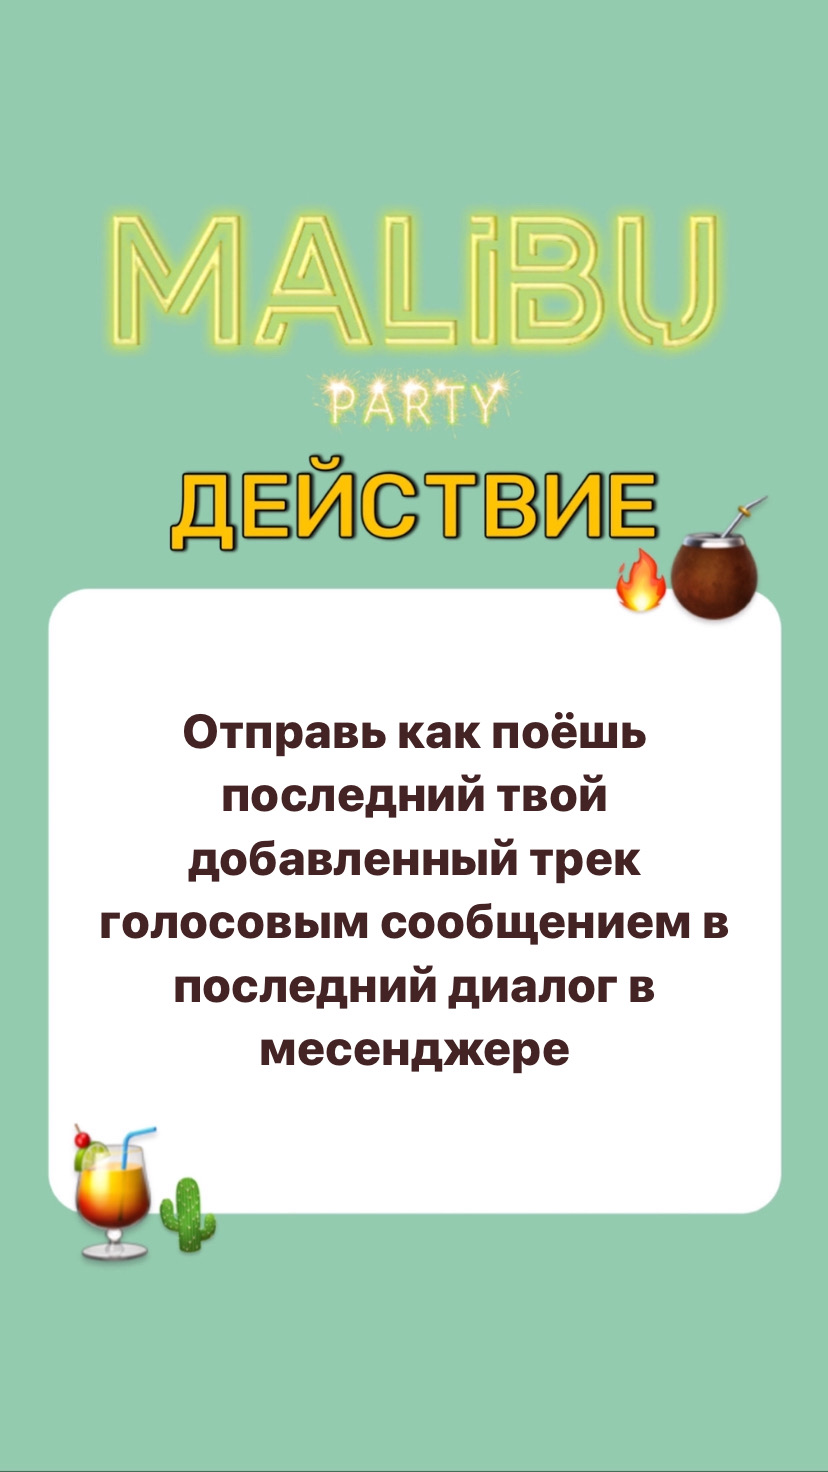 MALiBU
PARTY
ДЕЙСТВИЕ
Отправь как поёшь
последний твой
добавленный трек
голосовым сообщением в
последний диалог в
месенджере